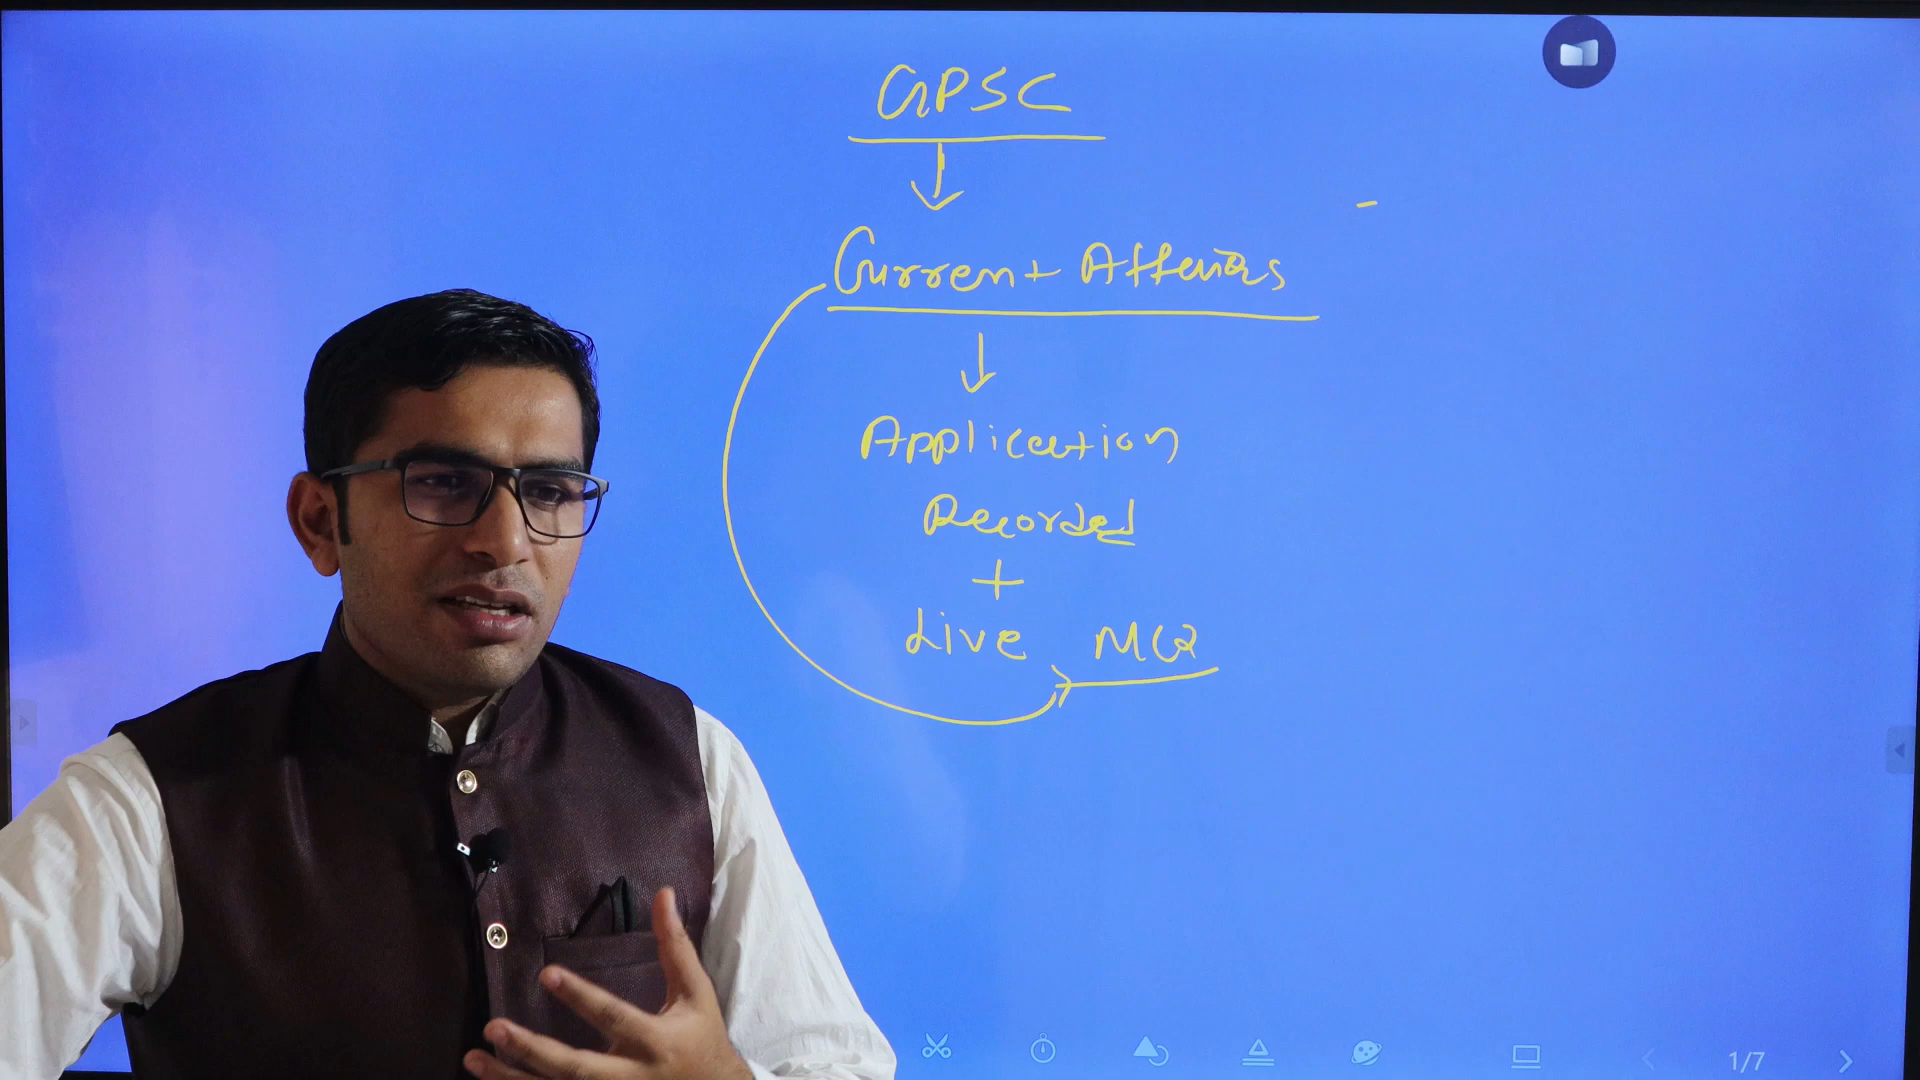 GPSC
Current Affairs
Application
Recorded
+
Live MCQ
1/7